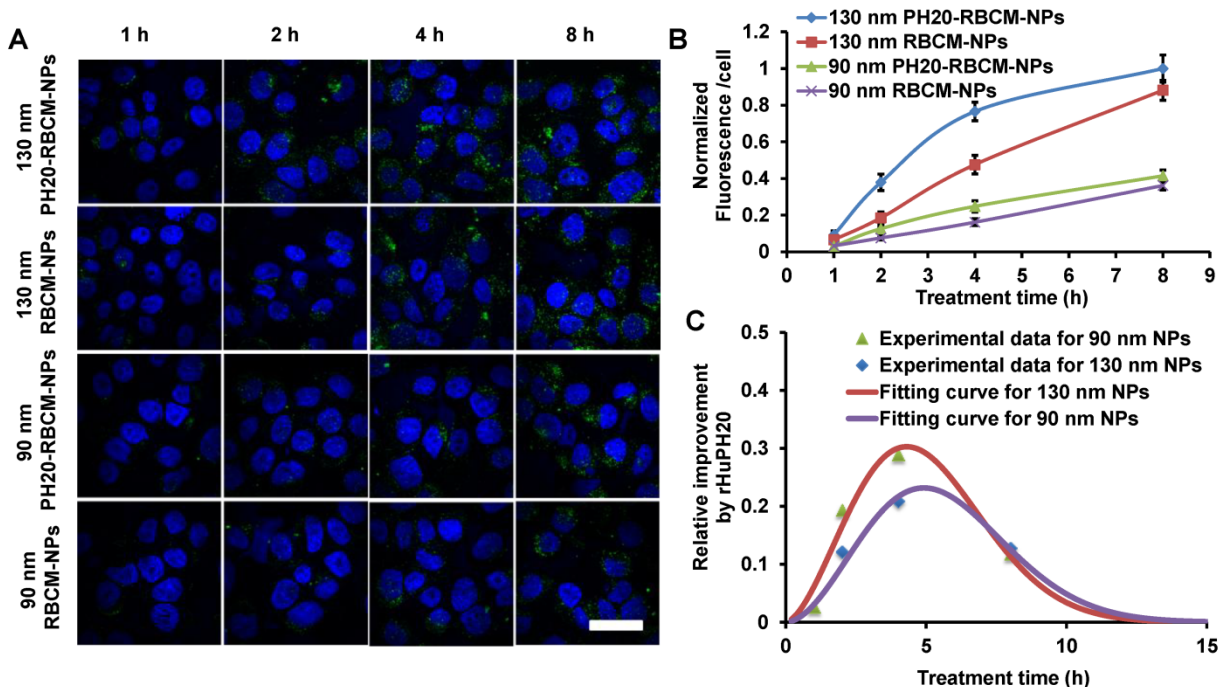 A
1 h 2 h 4 h 8 h
130 nm
PH20-RBCM-NPs
130 nm
RBCM-NPs
90 nm
PH20-RBCM-NPs
90 nm
RBCM-NPs
B
130 nm PH20-RBCM-NPs
130 nm RBCM-NPs
90 nm PH20-RBCM-NPs
90 nm RBCM-NPs
Normalized
Fluorescence /cell
1.2
1
0.8
0.6
0.4
0.2
0
0 1 2 3 4 5 6 7 8 9
Treatment time (h)
C
Experimental data for 90 nm NPs
Experimental data for 130 nm NPs
Fitting curve for 130 nm NPs
Fitting curve for 90 nm NPs
Relative improvement
by rHuPH20
0.5
0.4
0.3
0.2
0.1
0
0 5 10 15
Treatment time (h)